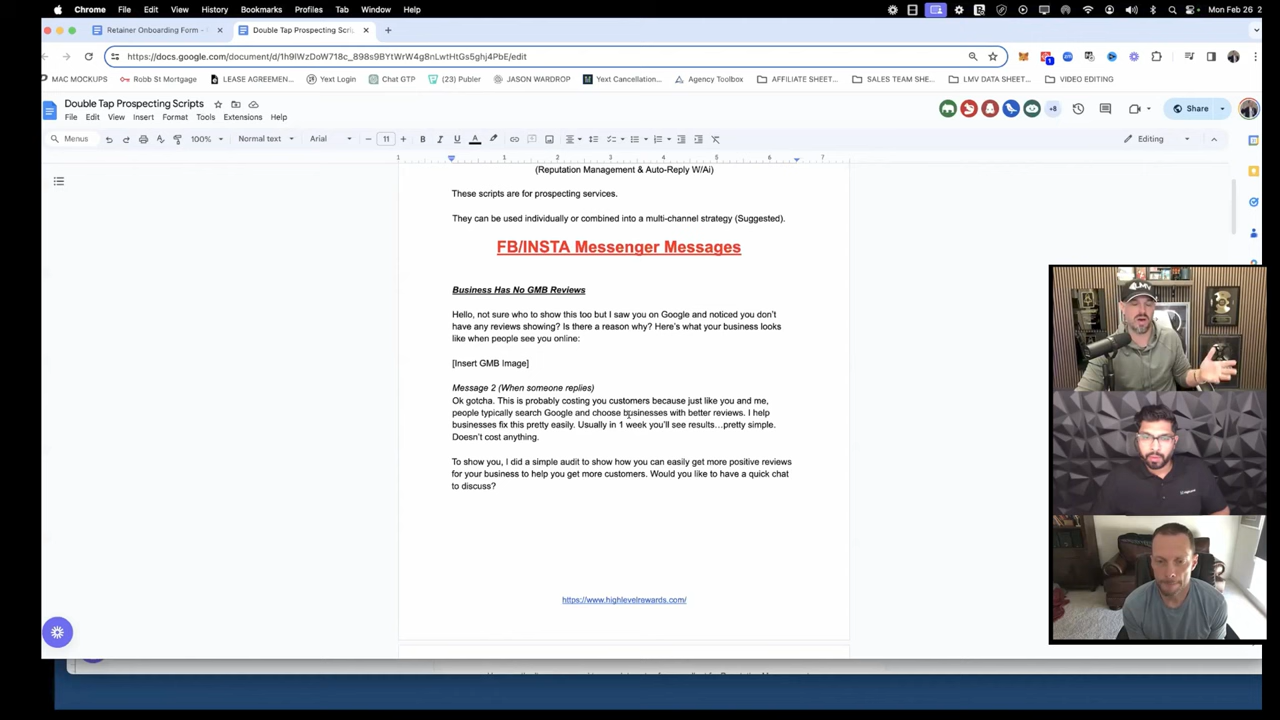 Chrome File Edit View History Bookmarks Profiles Tab Window Help Mon Feb 26
Retainer Onboarding Form - Double Tap Prospecting Scri
https://docs.google.com/document/d/1h9lWzDoW718c_898s9BYtWrW4g8nLwtHtGs5ghj4PbE/edit
MAC MOCKUPS Robb St Mortgage LEASE AGREEMEN... Yext Login Chat GTP (23) Publer JASON WARDROP Yext Cancellation... Agency Toolbox AFFILIATE SHEET... SALES TEAM SHE... LMV DATA SHEET... VIDEO EDITING
Double Tap Prospecting Scripts
File Edit View Insert Format Tools Extensions Help
+8 Share
Menus 100% Normal text Arial 11 Editing
1 1 2 3 4 5 6 7
(Reputation Management & Auto-Reply W/Ai)
These scripts are for prospecting services.
They can be used individually or combined into a multi-channel strategy (Suggested).
FB/INSTA Messenger Messages
Business Has No GMB Reviews
Hello, not sure who to show this too but I saw you on Google and noticed you don't
have any reviews showing? Is there a reason why? Here's what your business looks
like when people see you online:
[Insert GMB Image]
Message 2 (When someone replies)
Ok gotcha. This is probably costing you customers because just like you and me,
people typically search Google and choose businesses with better reviews. I help
businesses fix this pretty easily. Usually in 1 week you'll see results…pretty simple.
Doesn't cost anything.
To show you, I did a simple audit to show how you can easily get more positive reviews
for your business to help you get more customers. Would you like to have a quick chat
to discuss?
https://www.highlevelrewards.com/